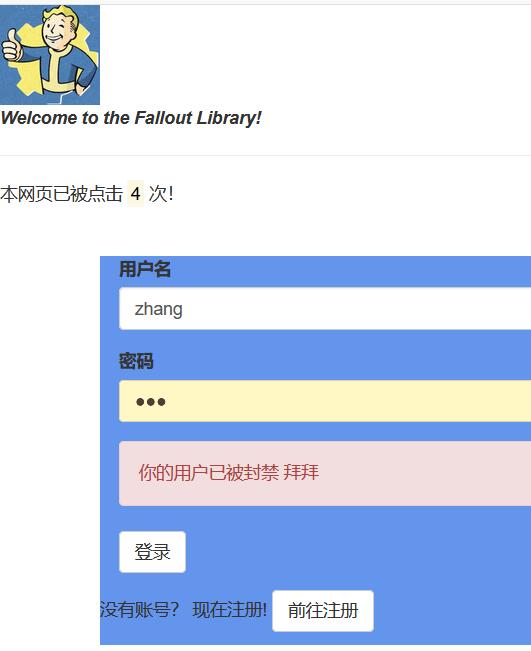 Welcome to the Fallout Library!
本网页已被点击 4 次！
用户名
zhang
密码
●●●
你的用户已被封禁 拜拜
登录
没有账号？ 现在注册! 前往注册